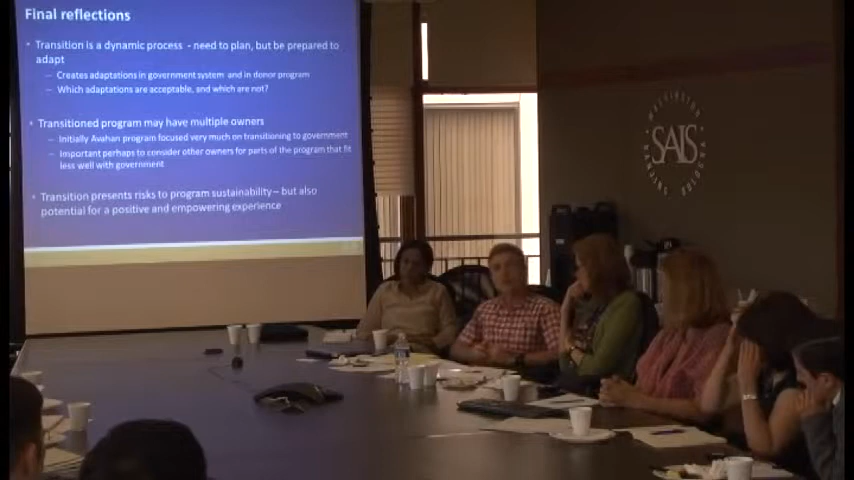 Final reflections
• Transition is a dynamic process - need to plan, but be prepared to
adapt
– Creates adaptations in government system and in donor program
– Which adaptations are acceptable, and which are not?
• Transitioned program may have multiple owners
– Initially Avahan program focused very much on transitioning to government
– Important perhaps to consider other owners for parts of the program that fit
less well with government
• Transition presents risks to program sustainability – but also
potential for a positive and empowering experience
WASHINGTON
SAIS